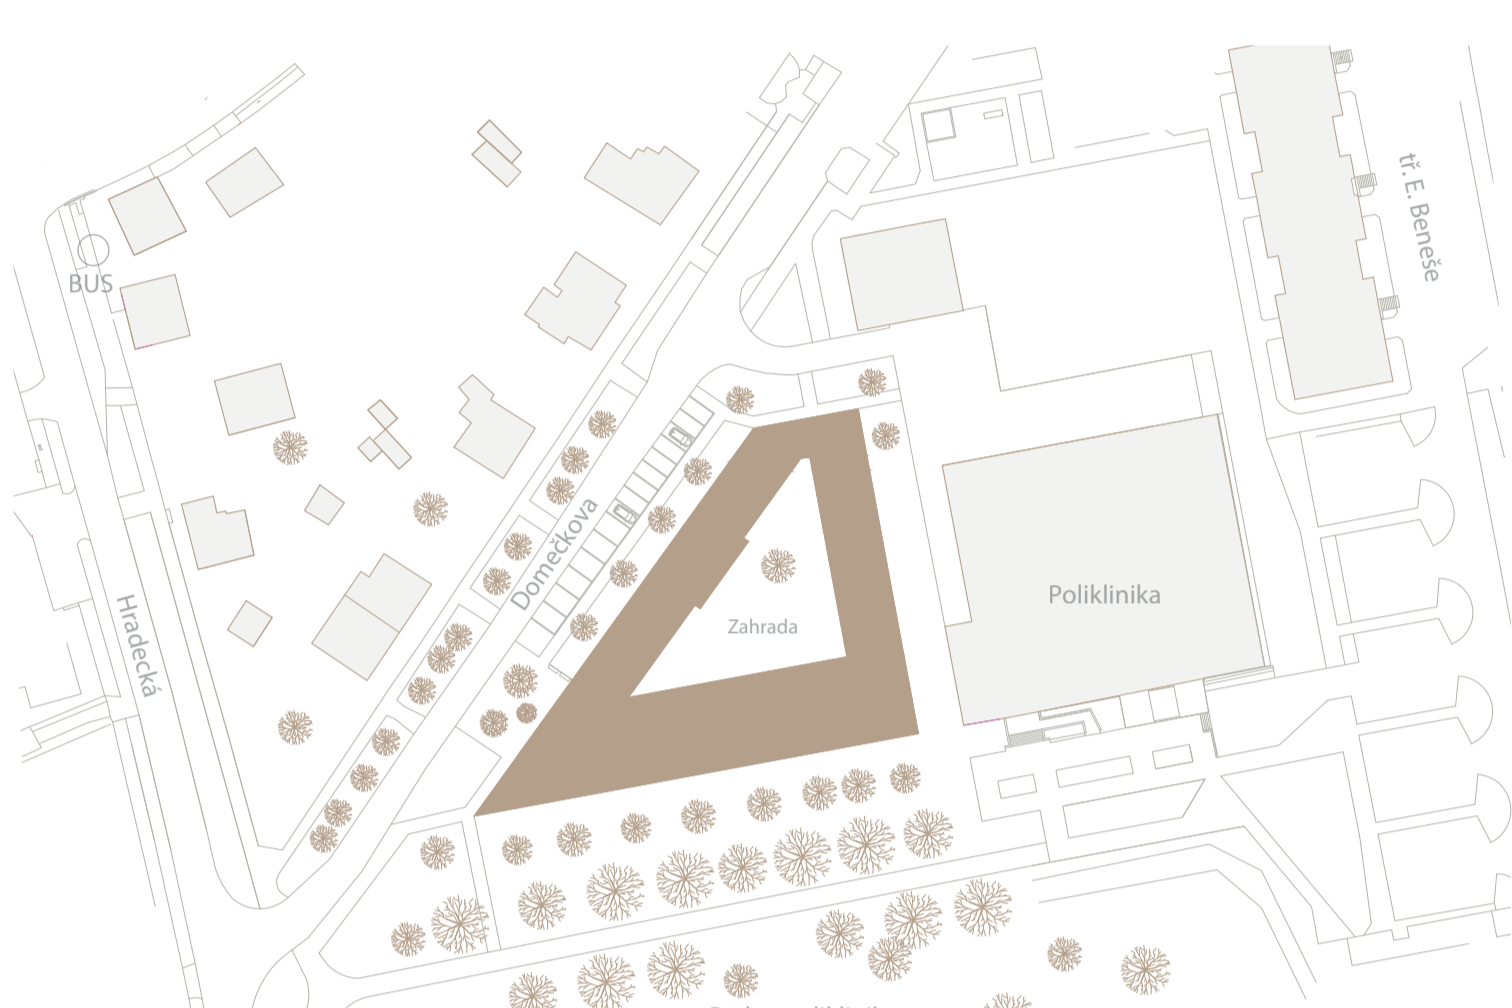 tř. E. Beneše
BUS
Domečkova
Poliklinika
Zahrada
Hradecká